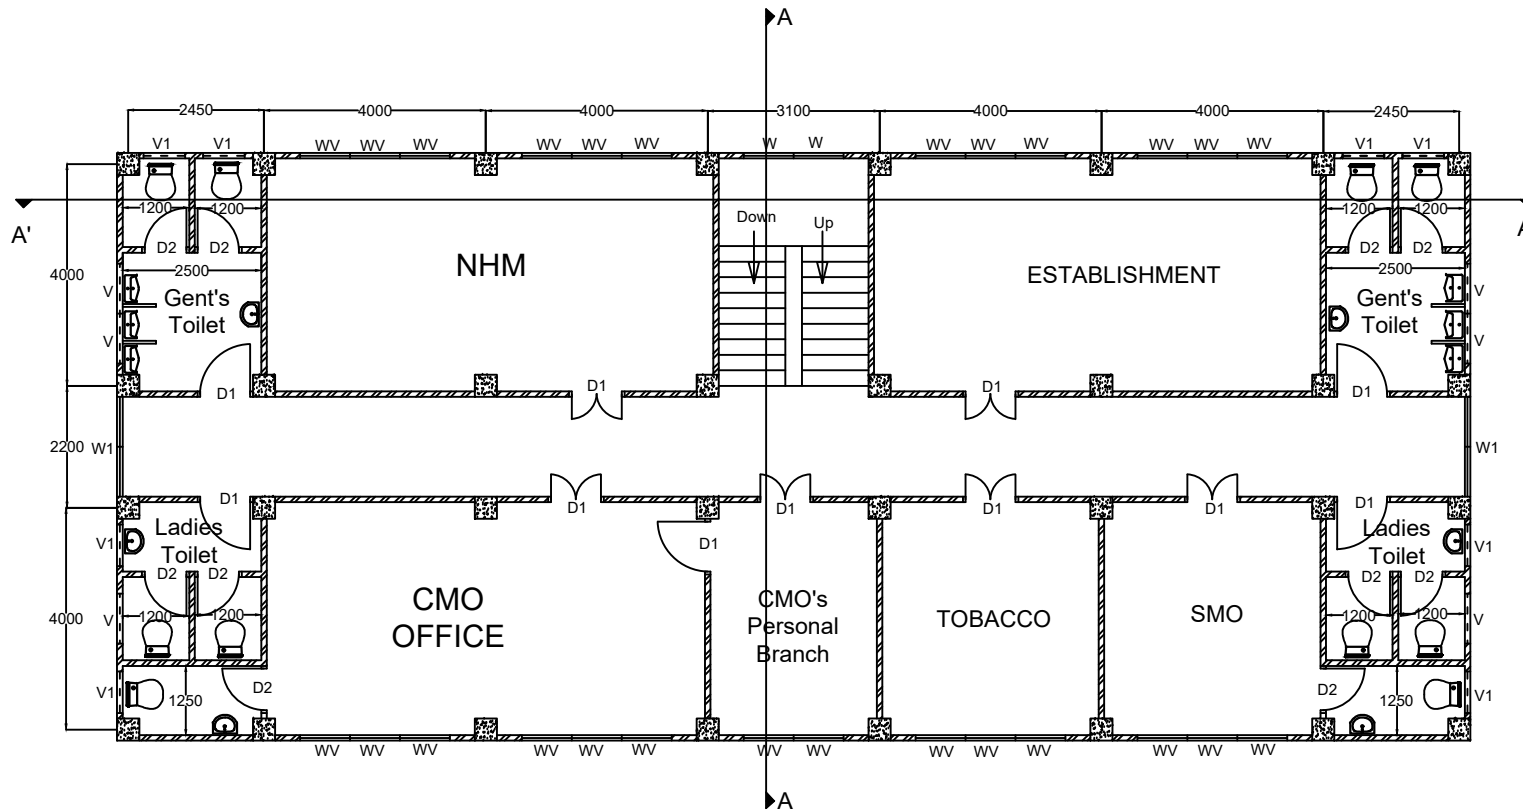 A
2450 4000 4000 3100 4000 4000 2450
V1 V1 WV WV WV WV WV WV W W WV WV WV WV WV WV V1 V1
1200 1200 Down Up 1200 1200
A'
D2 D2 D2 D2
4000 2500 NHM ESTABLISHMENT 2500
V Gent's Gent's V
Toilet Toilet
V V
D1 D1 D1 D1
2200 W1 W1
D1 D1 D1 D1 D1 D1
Ladies Ladies
V1 Toilet D1 Toilet V1
D2 D2 D2 D2
4000 V 1200 1200 CMO CMO's TOBACCO SMO 1200 1200 V
OFFICE Personal
Branch
V1 1250 D2 D2 1250 V1
WV WV WV WV WV WV WV WV WV WV WV WV WV WV
A